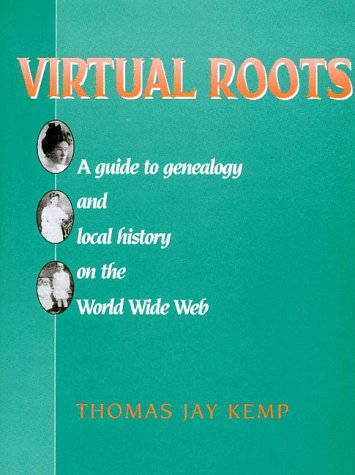 VIRTUAL ROOTS
A guide to genealogy
and
local history
on the
World Wide Web
THOMAS JAY KEMP